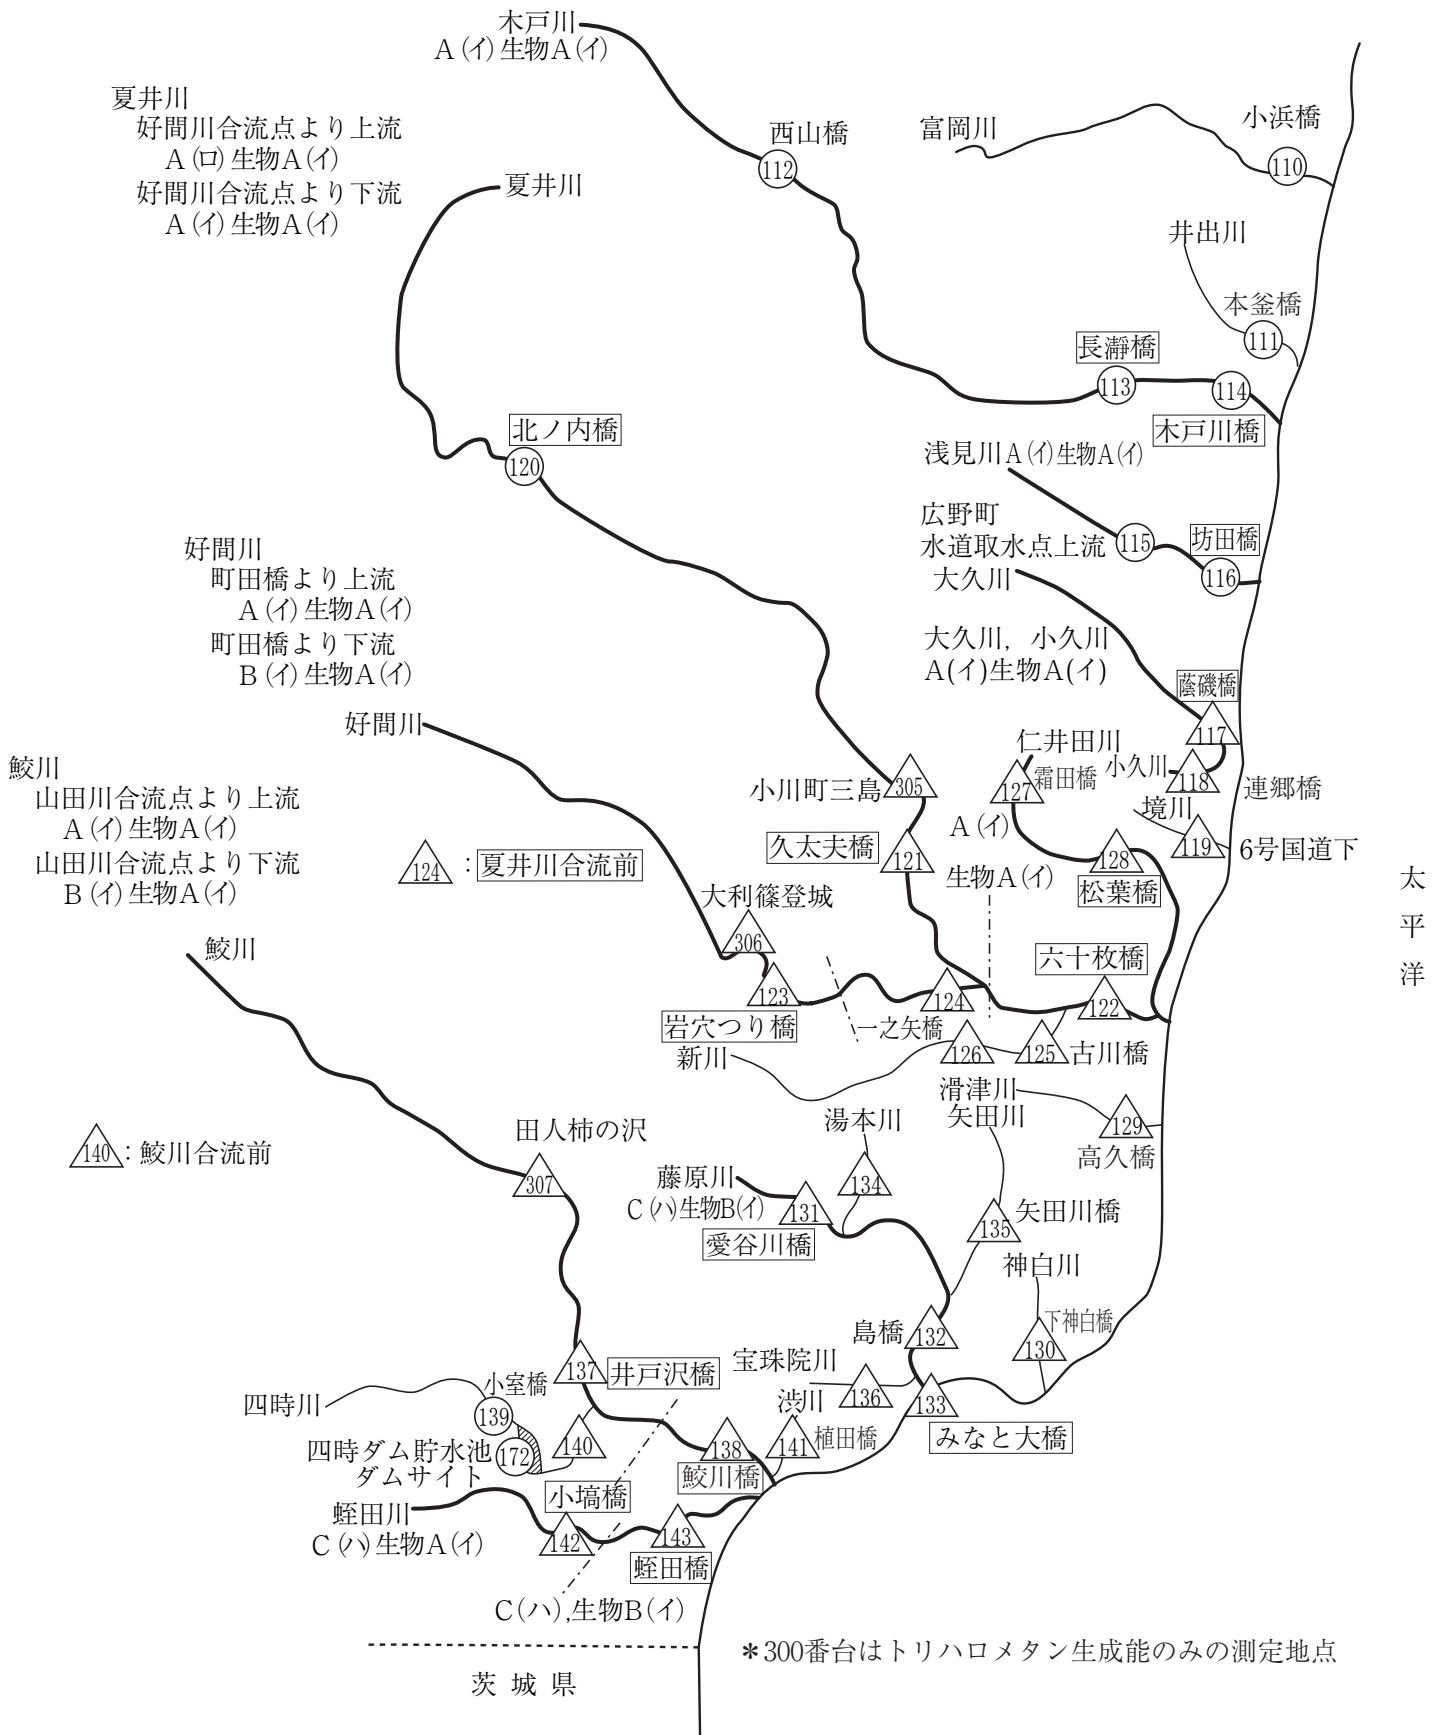 木戸川
A(イ)生物A(イ)
夏井川
好間川合流点より上流
A(ロ)生物A(イ)
好間川合流点より下流
A(イ)生物A(イ)
夏井川
西山橋
112
富岡川
小浜橋
110
井出川
本釜橋
111
長瀞橋
113
114
木戸川橋
北ノ内橋
120
浅見川A(イ)生物A(イ)
広野町
水道取水点上流
115
坊田橋
116
大久川
大久川，小久川
A(イ)生物A(イ)
蔭磯橋
117
小久川
118
連郷橋
境川
119
6号国道下
好間川
町田橋より上流
A(イ)生物A(イ)
町田橋より下流
B(イ)生物A(イ)
好間川
仁井田川
127
霜田橋
A(イ)
生物A(イ)
128
松葉橋
小川町三島
305
久太夫橋
121
太平洋
鮫川
山田川合流点より上流
A(イ)生物A(イ)
山田川合流点より下流
B(イ)生物A(イ)
鮫川
124
：夏井川合流前
大利篠登城
306
123
岩穴つり橋
124
一之矢橋
六十枚橋
122
新川
126
125
古川橋
滑津川
129
高久橋
140
：鮫川合流前
田人柿の沢
307
湯本川
134
矢田川
135
矢田川橋
藤原川
C(ハ)生物B(イ)
131
愛谷川橋
神白川
下神白橋
130
島橋
132
宝珠院川
136
133
みなと大橋
137
井戸沢橋
四時川
小室橋
139
四時ダム貯水池
ダムサイト
172
140
138
鮫川橋
渋川
141
植田橋
蛭田川
C(ハ)生物A(イ)
小塙橋
142
143
蛭田橋
C(ハ),生物B(イ)
＊300番台はトリハロメタン生成能のみの測定地点
茨城県